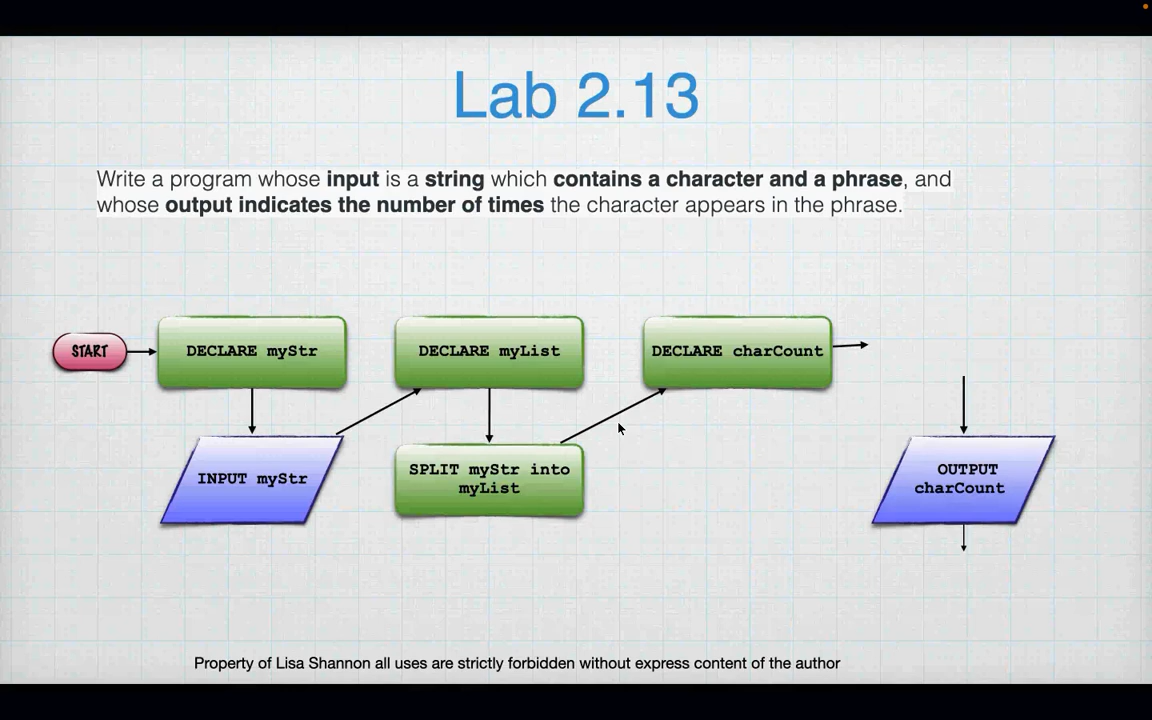 Lab 2.13
Write a program whose input is a string which contains a character and a phrase, and
whose output indicates the number of times the character appears in the phrase.
START
DECLARE myStr
DECLARE myList
DECLARE charCount
INPUT myStr
SPLIT myStr into
myList
OUTPUT
charCount
Property of Lisa Shannon all uses are strictly forbidden without express content of the author